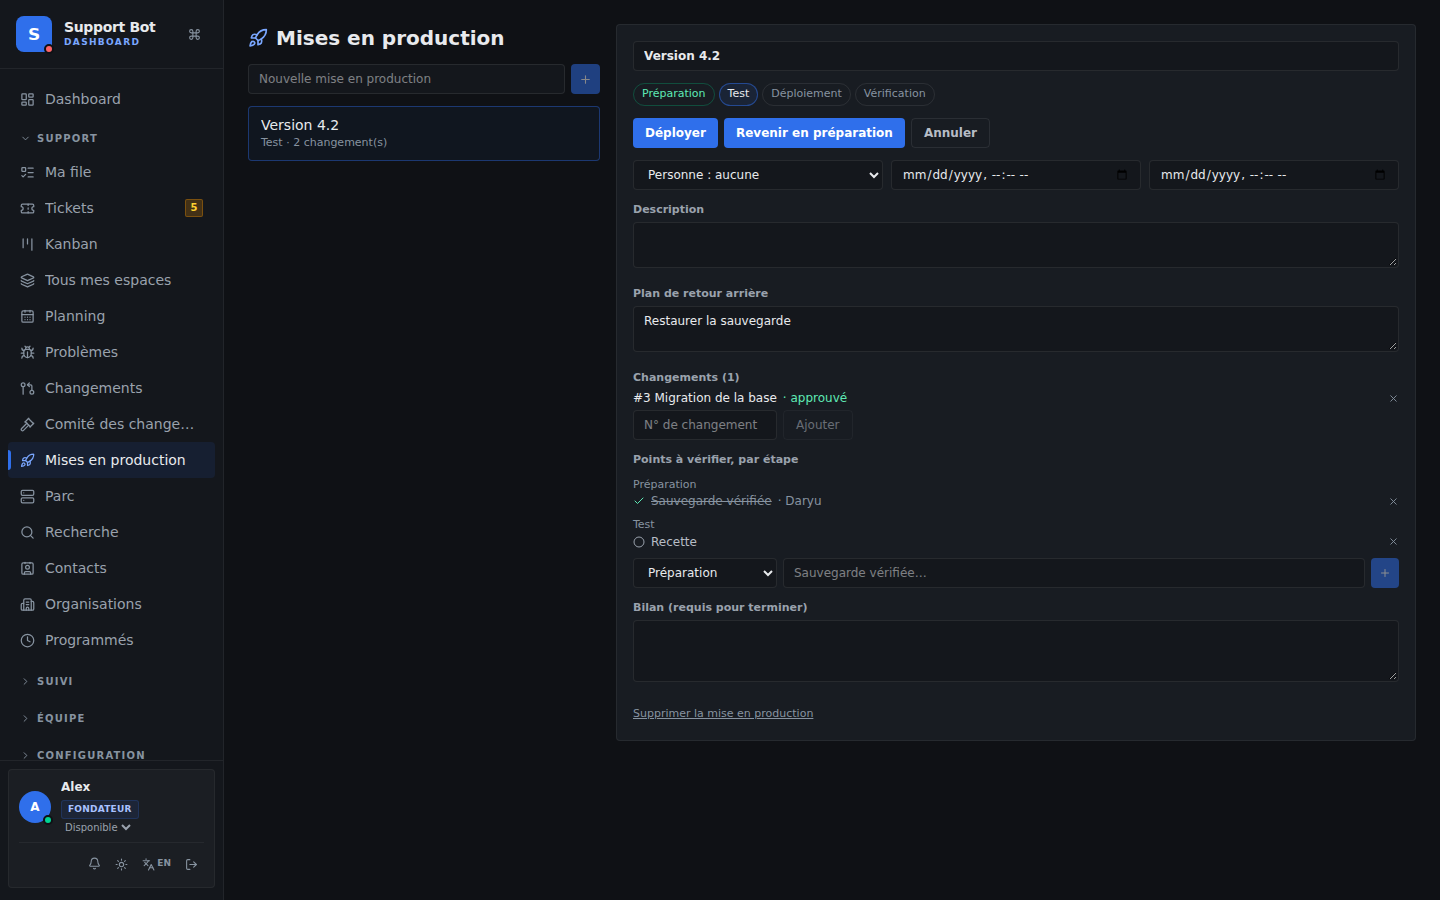 S
Support Bot
DASHBOARD
⌘
Dashboard
SUPPORT
Ma file
Tickets
5
Kanban
Tous mes espaces
Planning
Problèmes
Changements
Comité des change...
Mises en production
Parc
Recherche
Contacts
Organisations
Programmés
SUIVI
ÉQUIPE
CONFIGURATION
A
Alex
FONDATEUR
Disponible
EN
Mises en production
Nouvelle mise en production
+
Version 4.2
Test · 2 changement(s)
Version 4.2
Préparation
Test
Déploiement
Vérification
Déployer
Revenir en préparation
Annuler
Personne : aucune
mm/dd/yyyy, --:-- --
mm/dd/yyyy, --:-- --
Description
Plan de retour arrière
Restaurer la sauvegarde
Changements (1)
#3 Migration de la base · approuvé
N° de changement
Ajouter
Points à vérifier, par étape
Préparation
Sauvegarde vérifiée · Daryu
Test
Recette
Préparation
Sauvegarde vérifiée...
+
Bilan (requis pour terminer)
Supprimer la mise en production